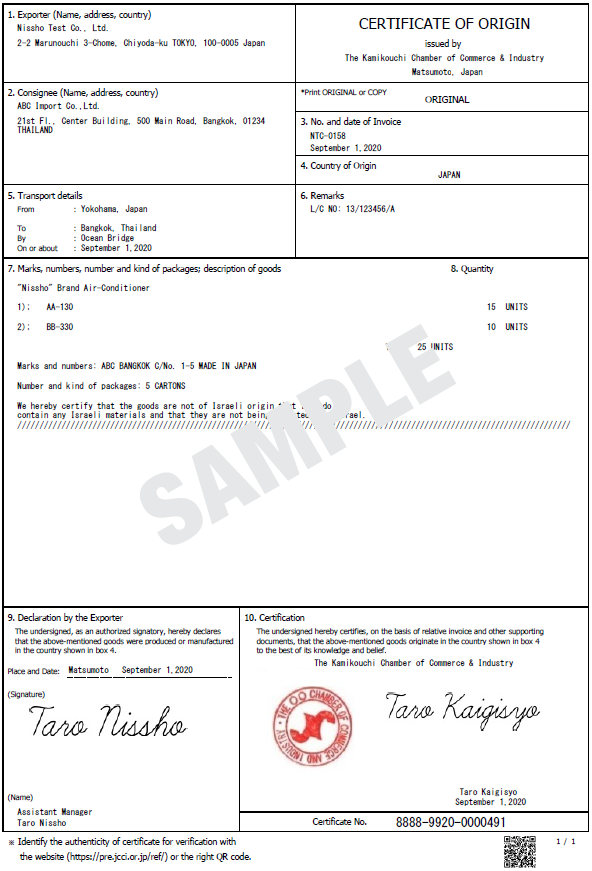 1. Exporter (Name, address, country)
Nissho Test Co., Ltd.
2-2 Marunouchi 3-Chome, Chiyoda-ku TOKYO, 100-0005 Japan
CERTIFICATE OF ORIGIN
issued by
The Kamikouchi Chamber of Commerce & Industry
Matsumoto, Japan
2. Consignee (Name, address, country)
ABC Import Co.,Ltd.
21st Fl., Center Building, 500 Main Road, Bangkok, 01234
THAILAND
*Print ORIGINAL or COPY
ORIGINAL
3. No. and date of Invoice
NTC-0158
September 1,2020
4. Country of Origin
JAPAN
5. Transport details
From : Yokohama, Japan
To : Bangkok, Thailand
By : Ocean Bridge
On or about : September 1,2020
6. Remarks
L/C NO: 13/123456/A
7. Marks, numbers, number and kind of packages; description of goods
8. Quantity
"Nissho" Brand Air-Conditioner
1): AA-130 15 UNITS
2): BB-330 10 UNITS
25 UNITS
Marks and numbers: ABC BANGKOK C/No. 1-5 MADE IN JAPAN
Number and kind of packages: 5 CARTONS
We hereby certify that the goods are not of Israeli origin do
contain any Israeli materials and that they are not being
SAMPLE
9. Declaration by the Exporter
The undersigned, as an authorized signatory, hereby declares
that the above-mentioned goods were produced or manufactured
in the country shown in box 4.
Place and Date: Matsumoto September 1,2020
(Signature)
Taro Nissho
(Name)
Assistant Manager
Taro Nissho
10. Certification
The undersigned hereby certifies, on the basis of relative invoice and other supporting
documents, that the above-mentioned goods originate in the country shown in box 4
to the best of its knowledge and belief.
The Kamikouchi Chamber of Commerce & Industry
THE OO CHAMBER OF COMMERCE AND INDUSTRY
Taro Kaigisyo
Taro Kaigisyo
September 1,2020
Certificate No. 8888-9920-0000491
※ Identify the authenticity of certificate for verification with
the website (https://pre.jcci.or.jp/ref/) or the right QR code.
1 / 1